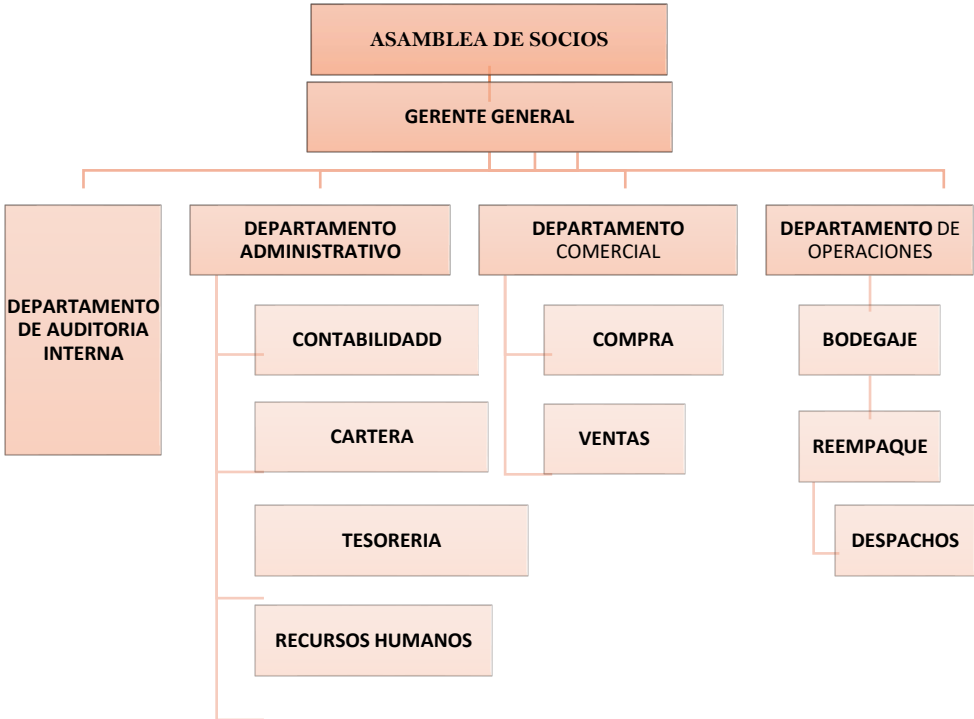 ASAMBLEA DE SOCIOS
GERENTE GENERAL
DEPARTAMENTO
DE AUDITORIA
INTERNA
DEPARTAMENTO
ADMINISTRATIVO
CONTABILIDADD
CARTERA
TESORERIA
RECURSOS HUMANOS
DEPARTAMENTO
COMERCIAL
COMPRA
VENTAS
DEPARTAMENTO DE
OPERACIONES
BODEGAJE
REEMPAQUE
DESPACHOS